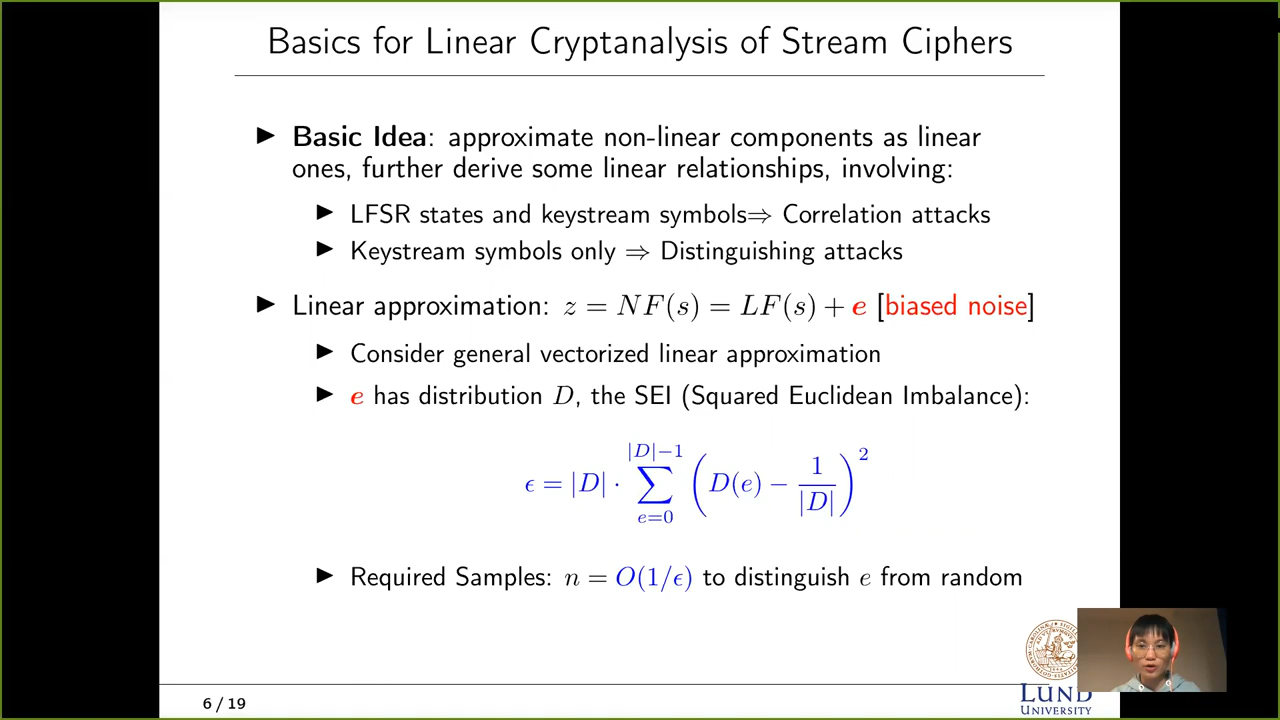 Basics for Linear Cryptanalysis of Stream Ciphers
▶ Basic Idea: approximate non-linear components as linear
ones, further derive some linear relationships, involving:
▶ LFSR states and keystream symbols⇒ Correlation attacks
▶ Keystream symbols only ⇒ Distinguishing attacks
▶ Linear approximation: z = NF(s) = LF(s) + e [biased noise]
▶ Consider general vectorized linear approximation
▶ e has distribution D, the SEI (Squared Euclidean Imbalance):
ϵ = |D| · ∑_{e=0}^{|D|−1} (D(e) − 1/|D|)^2
▶ Required Samples: n = O(1/ϵ) to distinguish e from random
6 / 19
LUND
UNIVERSITY